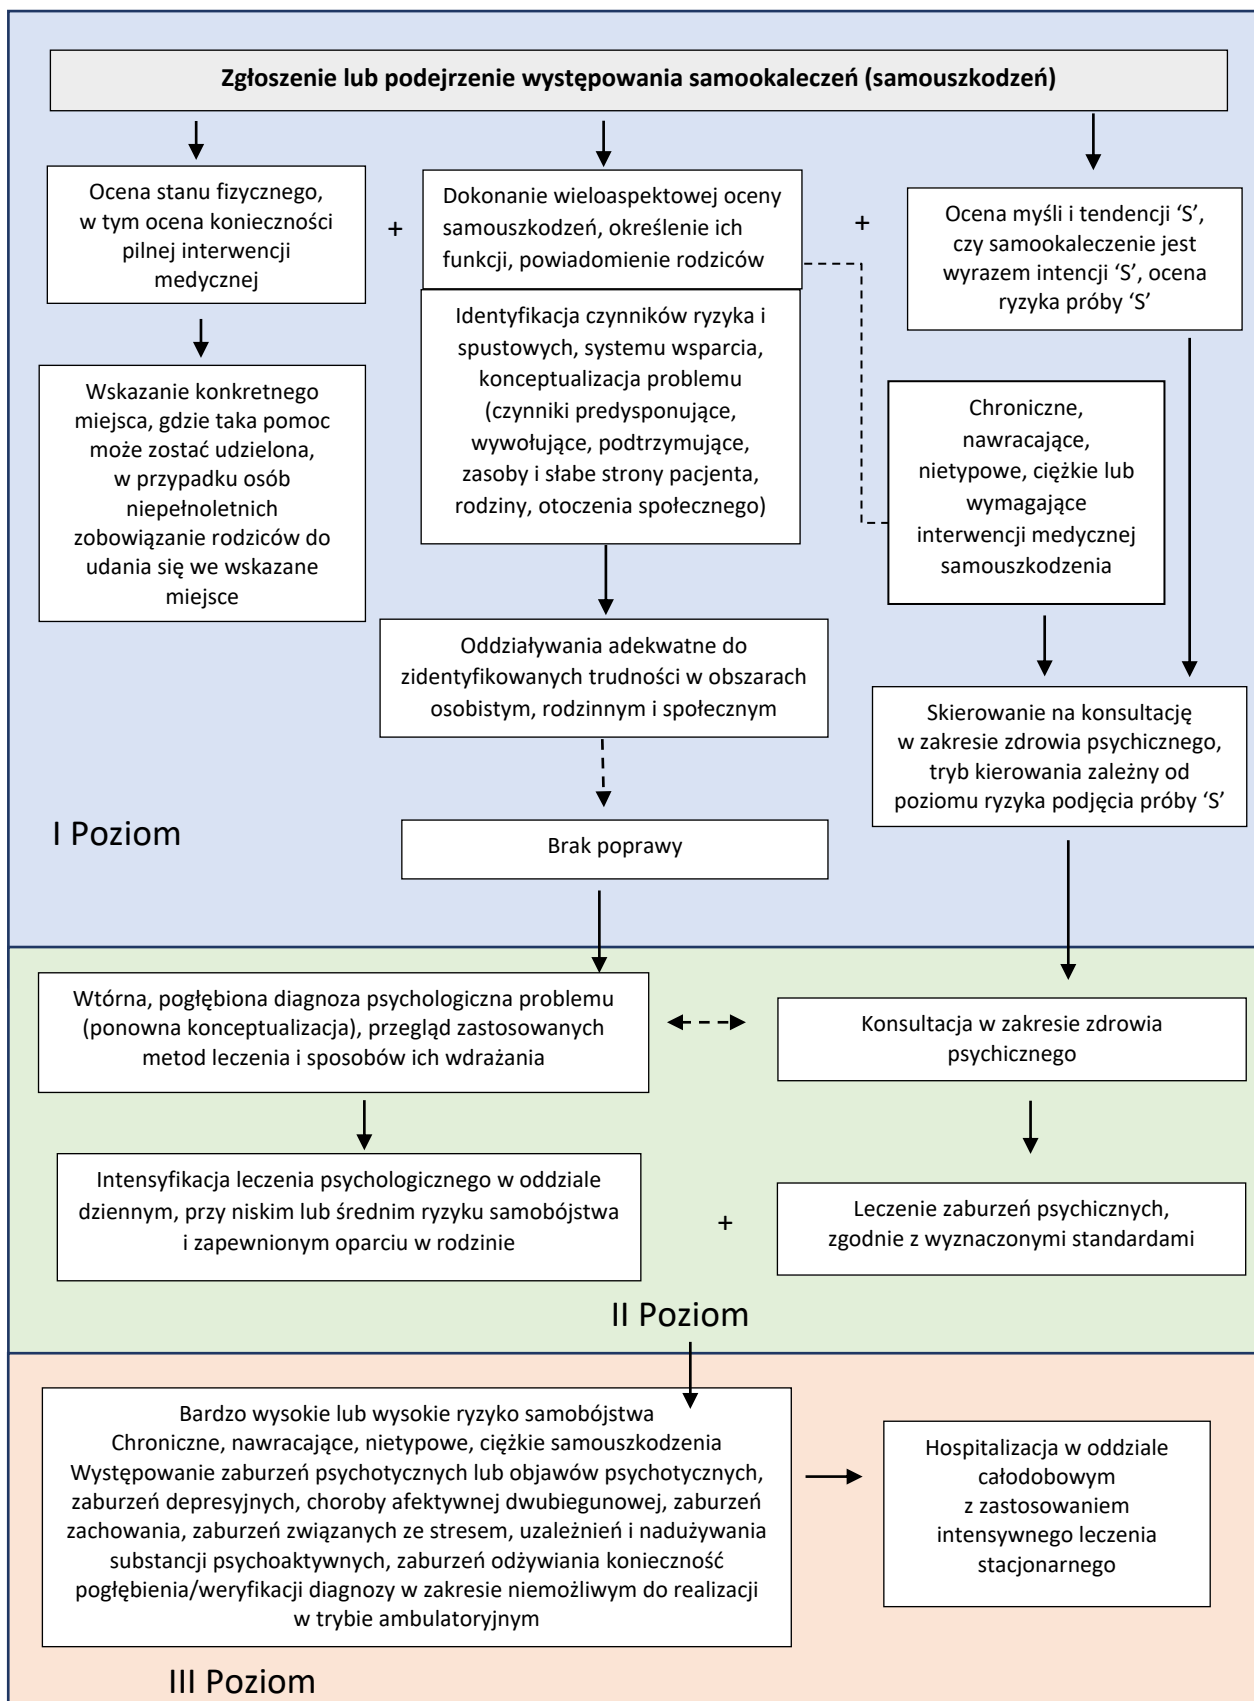 Zgłoszenie lub podejrzenie występowania samookaleczeń (samouszkodzeń)
Ocena stanu fizycznego,
w tym ocena konieczności
pilnej interwencji
medycznej
+
Dokonanie wieloaspektowej oceny
samouszkodzeń, określenie ich
funkcji, powiadomienie rodziców
+
Ocena myśli i tendencji ‘S’,
czy samookaleczenie jest
wyrazem intencji ‘S’, ocena
ryzyka próby ‘S’
Wskazanie konkretnego
miejsca, gdzie taka pomoc
może zostać udzielona,
w przypadku osób
niepełnoletnich
zobowiązanie rodziców do
udania się we wskazane
miejsce
Identyfikacja czynników ryzyka i
spustowych, systemu wsparcia,
konceptualizacja problemu
(czynniki predysponujące,
wywołujące, podtrzymujące,
zasoby i słabe strony pacjenta,
rodziny, otoczenia społecznego)
Chroniczne,
nawracające,
nietypowe, ciężkie lub
wymagające
interwencji medycznej
samouszkodzenia
Oddziaływania adekwatne do
zidentyfikowanych trudności w obszarach
osobistym, rodzinnym i społecznym
Skierowanie na konsultację
w zakresie zdrowia psychicznego,
tryb kierowania zależny od
poziomu ryzyka podjęcia próby ‘S’
I Poziom
Brak poprawy
Wtórna, pogłębiona diagnoza psychologiczna problemu
(ponowna konceptualizacja), przegląd zastosowanych
metod leczenia i sposobów ich wdrażania
Konsultacja w zakresie zdrowia
psychicznego
Intensyfikacja leczenia psychologicznego w oddziale
dziennym, przy niskim lub średnim ryzyku samobójstwa
i zapewnionym oparciu w rodzinie
+
Leczenie zaburzeń psychicznych,
zgodnie z wyznaczonymi standardami
II Poziom
Bardzo wysokie lub wysokie ryzyko samobójstwa
Chroniczne, nawracające, nietypowe, ciężkie samouszkodzenia
Występowanie zaburzeń psychotycznych lub objawów psychotycznych,
zaburzeń depresyjnych, choroby afektywnej dwubiegunowej, zaburzeń
zachowania, zaburzeń związanych ze stresem, uzależnień i nadużywania
substancji psychoaktywnych, zaburzeń odżywiania konieczność
pogłębienia/weryfikacji diagnozy w zakresie niemożliwym do realizacji
w trybie ambulatoryjnym
Hospitalizacja w oddziale
całodobowym
z zastosowaniem
intensywnego leczenia
stacjonarnego
III Poziom